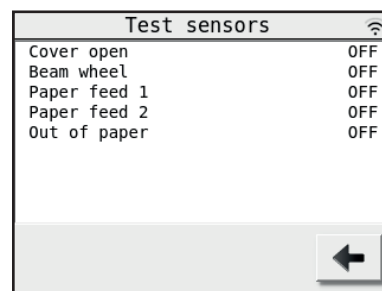 Test sensors
Cover open OFF
Beam wheel OFF
Paper feed 1 OFF
Paper feed 2 OFF
Out of paper OFF